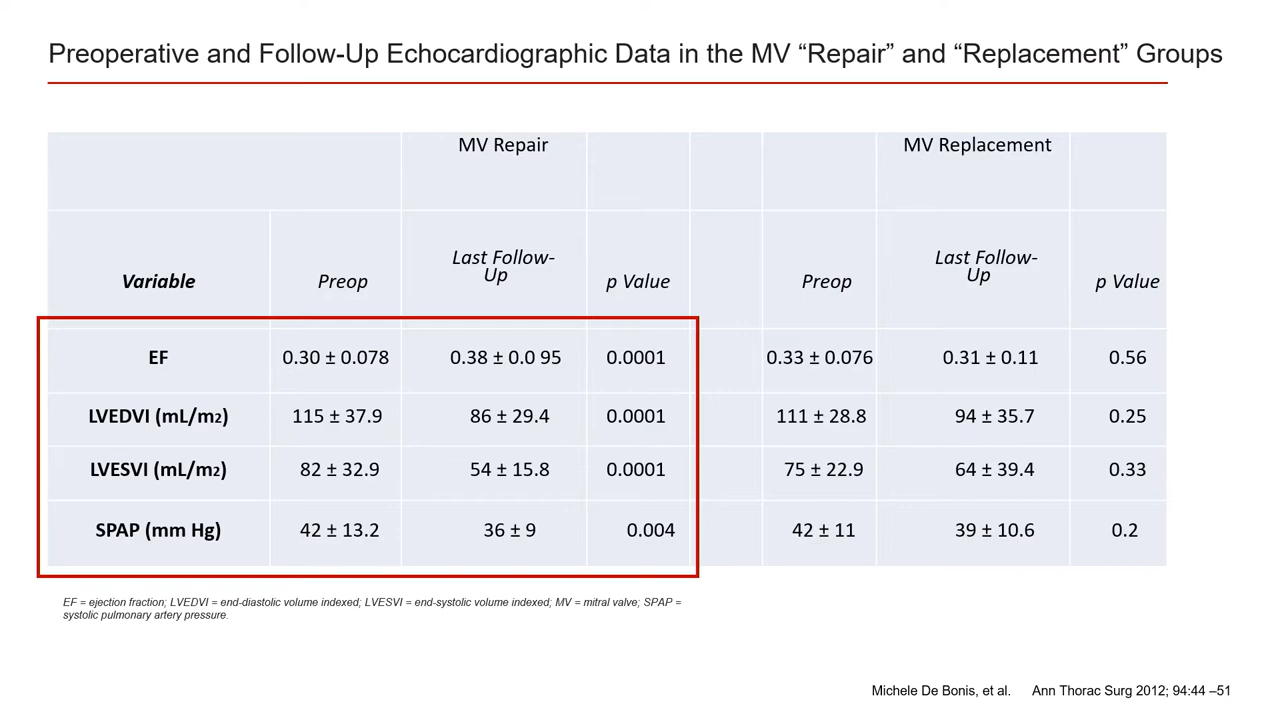 Preoperative and Follow-Up Echocardiographic Data in the MV “Repair” and “Replacement” Groups
MV Repair MV Replacement
Variable Preop Last Follow-Up p Value Preop Last Follow-Up p Value
EF 0.30 ± 0.078 0.38 ± 0.0 95 0.0001 0.33 ± 0.076 0.31 ± 0.11 0.56
LVEDVI (mL/m2) 115 ± 37.9 86 ± 29.4 0.0001 111 ± 28.8 94 ± 35.7 0.25
LVESVI (mL/m2) 82 ± 32.9 54 ± 15.8 0.0001 75 ± 22.9 64 ± 39.4 0.33
SPAP (mm Hg) 42 ± 13.2 36 ± 9 0.004 42 ± 11 39 ± 10.6 0.2
EF = ejection fraction; LVEDVI = end-diastolic volume indexed; LVESVI = end-systolic volume indexed; MV = mitral valve; SPAP =
systolic pulmonary artery pressure.
Michele De Bonis, et al. Ann Thorac Surg 2012; 94:44 –51